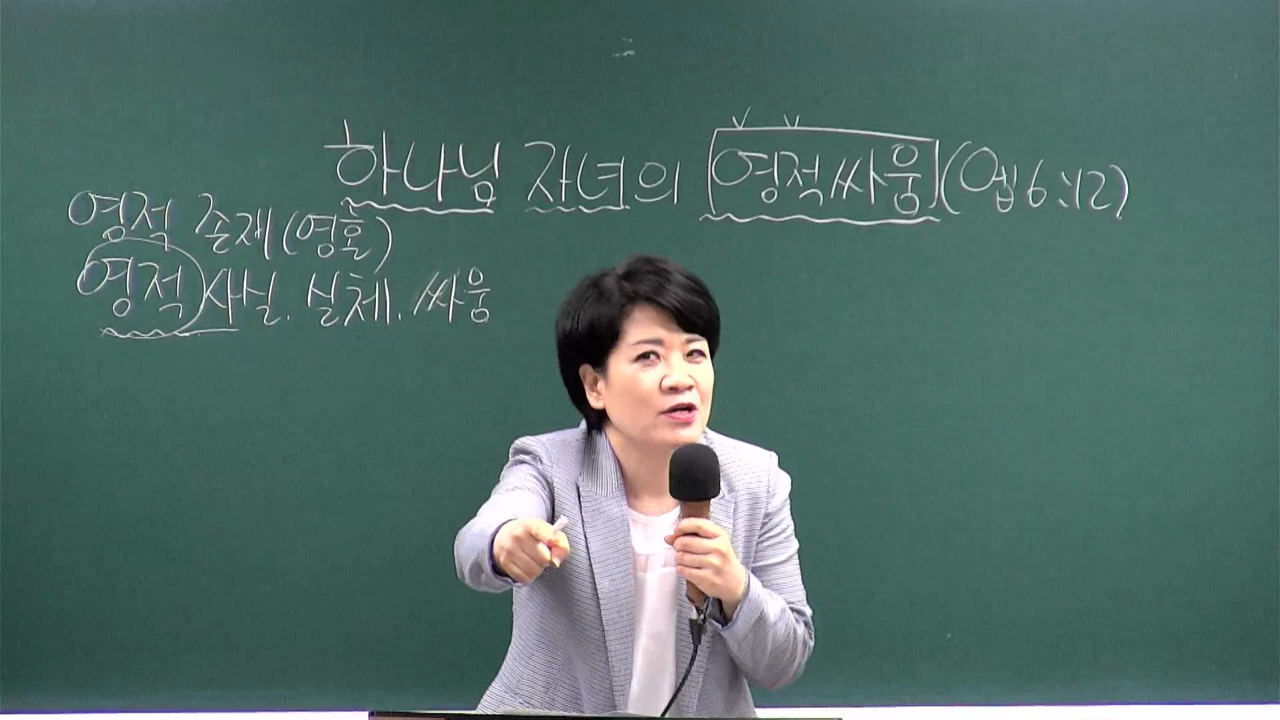 하나님 자녀의 영적싸움(엡6:12)
영적 존재(영혼)
영적사실. 실체. 싸움